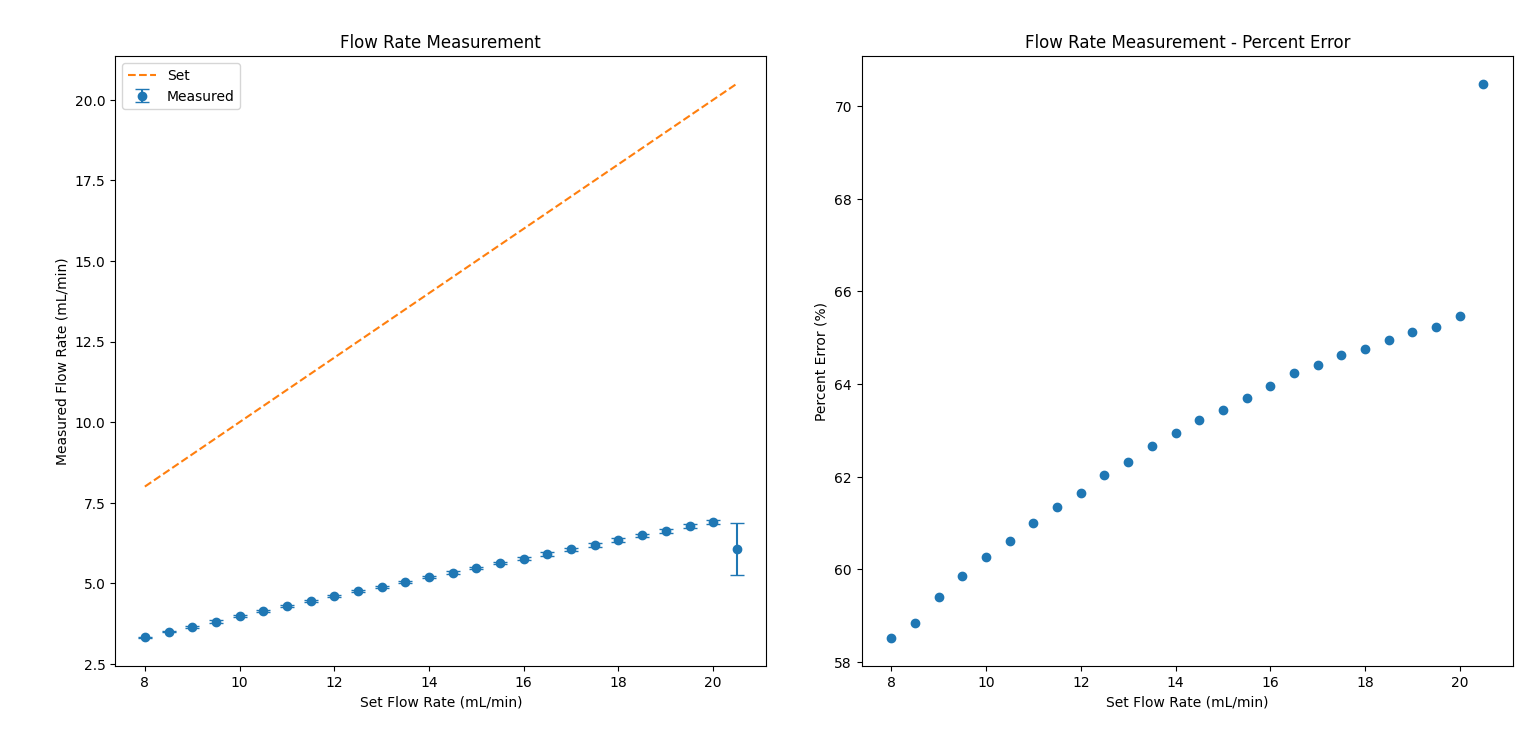 Flow Rate Measurement
Set
Measured
Measured Flow Rate (mL/min)
20.0
17.5
15.0
12.5
10.0
7.5
5.0
2.5
8 10 12 14 16 18 20
Set Flow Rate (mL/min)
Flow Rate Measurement - Percent Error
Percent Error (%)
70
68
66
64
62
60
58
8 10 12 14 16 18 20
Set Flow Rate (mL/min)